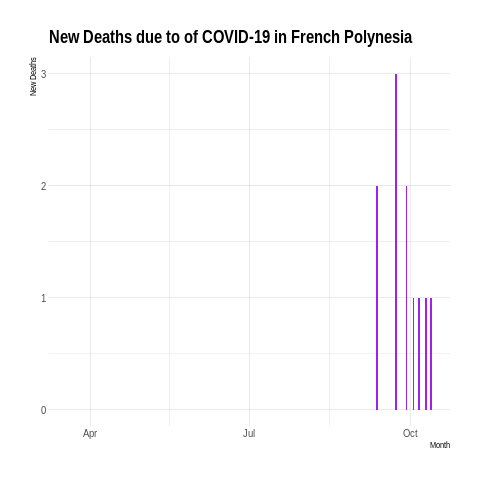 New Deaths due to of COVID-19 in French Polynesia
New Deaths
3
2
1
0
Apr Jul Oct
Month